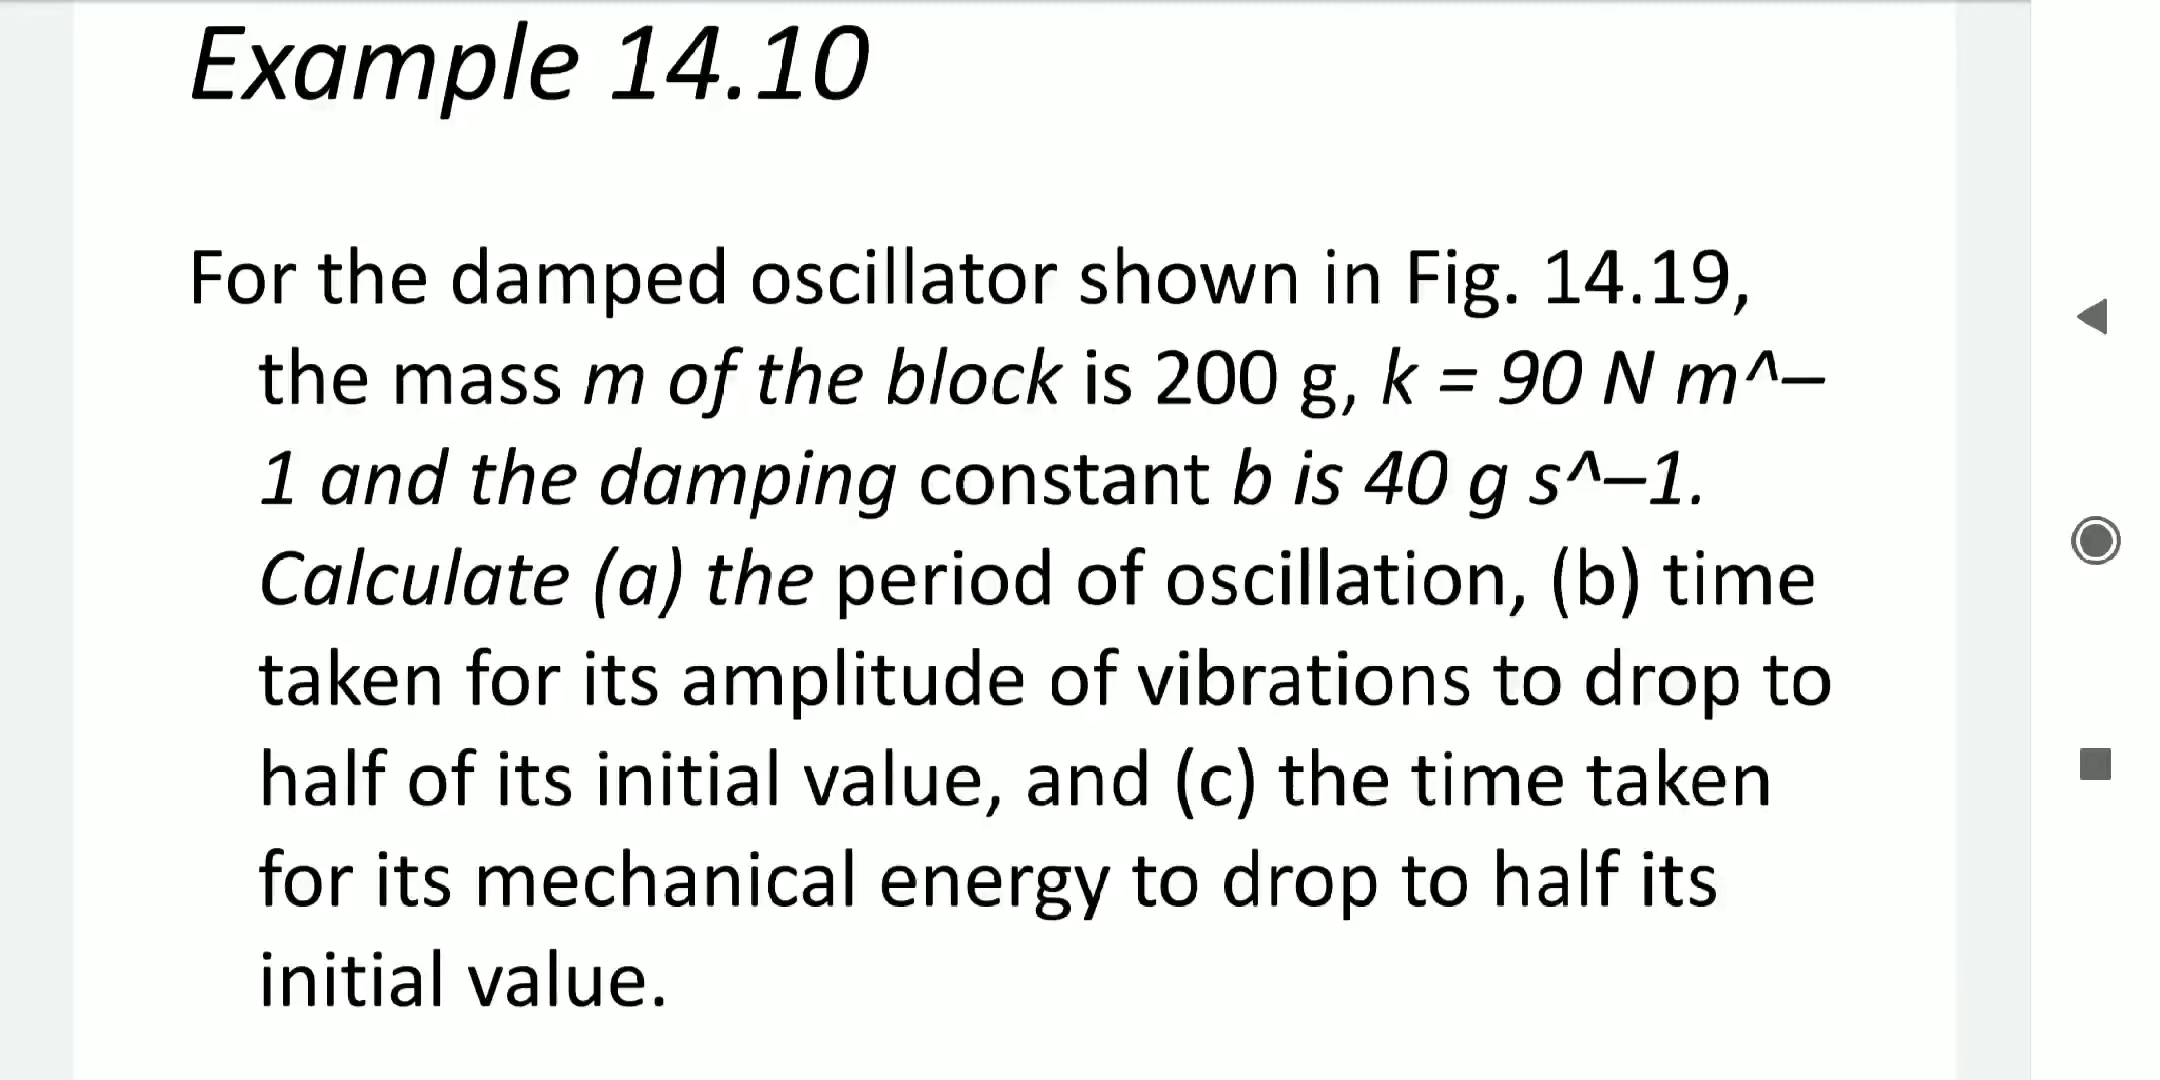 Example 14.10
For the damped oscillator shown in Fig. 14.19,
the mass m of the block is 200 g, k = 90 N m^–
1 and the damping constant b is 40 g s^–1.
Calculate (a) the period of oscillation, (b) time
taken for its amplitude of vibrations to drop to
half of its initial value, and (c) the time taken
for its mechanical energy to drop to half its
initial value.